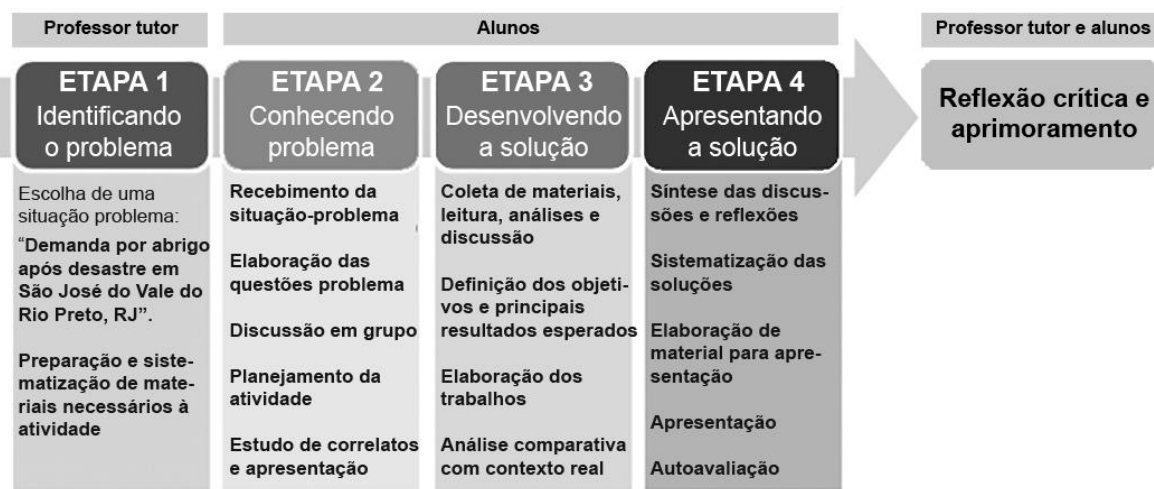 Professor tutor
Alunos
Professor tutor e alunos
ETAPA 1
Identificando
o problema
ETAPA 2
Conhecendo
problema
ETAPA 3
Desenvolvendo
a solução
ETAPA 4
Apresentando
a solução
Reflexão crítica e
aprimoramento
Escolha de uma
situação problema:
“Demanda por abrigo
após desastre em
São José do Vale do
Rio Preto, RJ”.
Preparação e siste-
matização de mate-
riais necessários à
atividade
Recebimento da
situação-problema
Elaboração das
questões problema
Discussão em grupo
Planejamento da
atividade
Estudo de correlatos
e apresentação
Coleta de materiais,
leitura, análises e
discussão
Definição dos objeti-
vos e principais
resultados esperados
Elaboração dos
trabalhos
Análise comparativa
com contexto real
Síntese das discus-
sões e reflexões
Sistematização das
soluções
Elaboração de
material para apre-
sentação
Apresentação
Autoavaliação